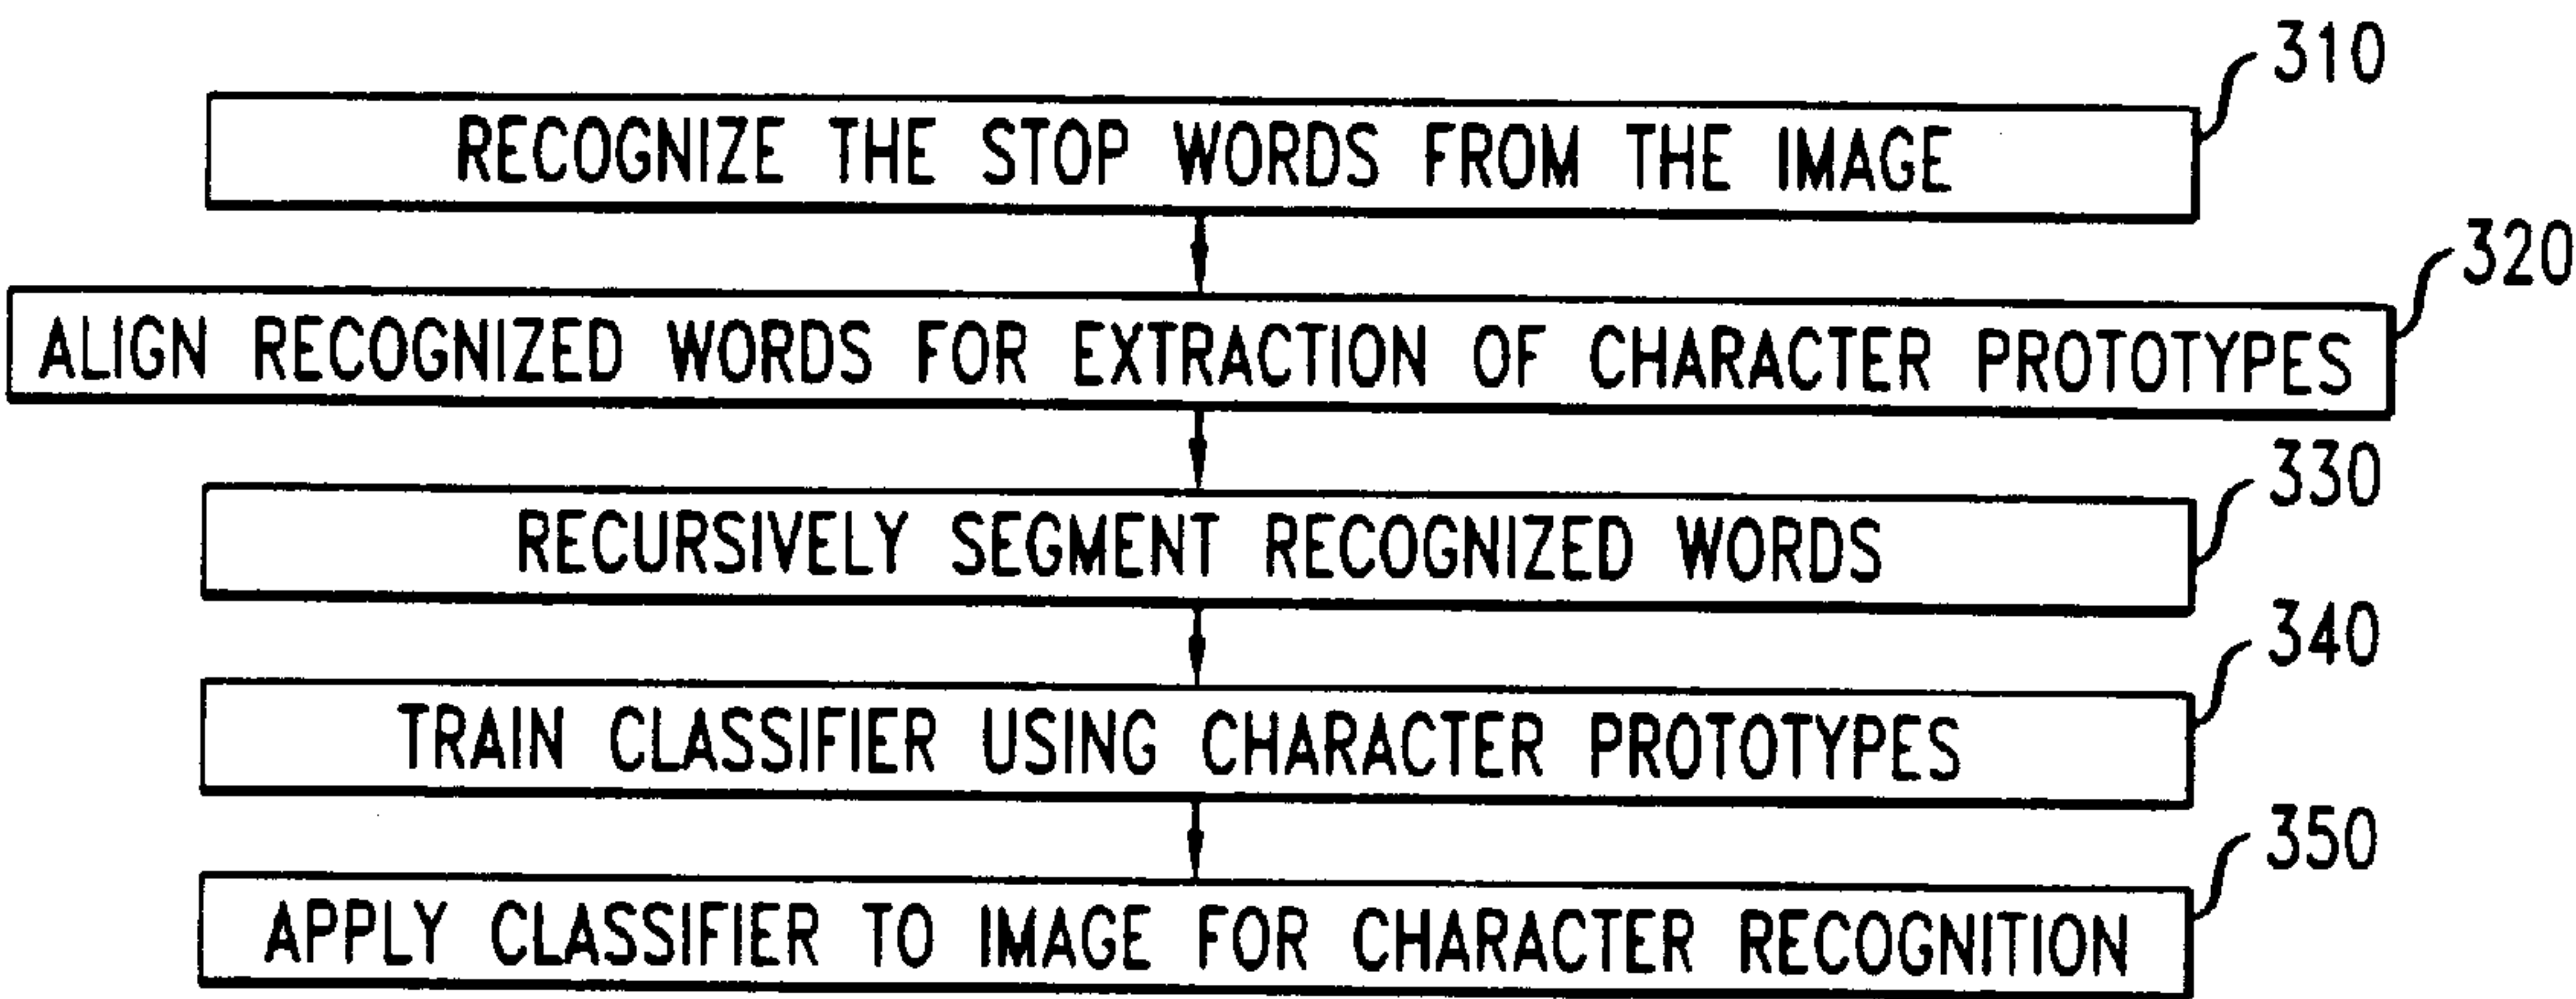 310
RECOGNIZE THE STOP WORDS FROM THE IMAGE
320
ALIGN RECOGNIZED WORDS FOR EXTRACTION OF CHARACTER PROTOTYPES
330
RECURSIVELY SEGMENT RECOGNIZED WORDS
340
TRAIN CLASSIFIER USING CHARACTER PROTOTYPES
350
APPLY CLASSIFIER TO IMAGE FOR CHARACTER RECOGNITION